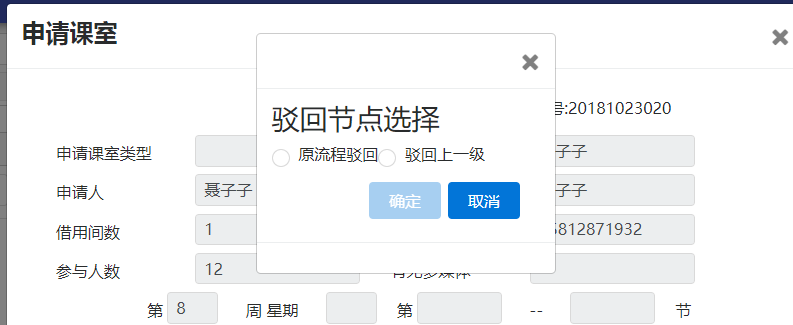 申请课室
驳回节点选择
原流程驳回 驳回上一级
确定 取消
号:20181023020
申请课室类型 子子
申请人 聂子子 子子
借用间数 1 5812871932
参与人数 12
第 8 周 星期 第 -- 节